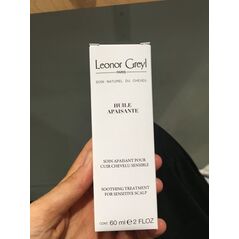 Leonor Greyl
PARIS
SOIN NATUREL DU CHEVEU
HUILE
APAISANTE
SOIN APAISANT POUR
CUIR CHEVELU SENSIBLE
SOOTHING TREATMENT
FOR SENSITIVE SCALP
CONT. 60 ml e 2 FL.OZ